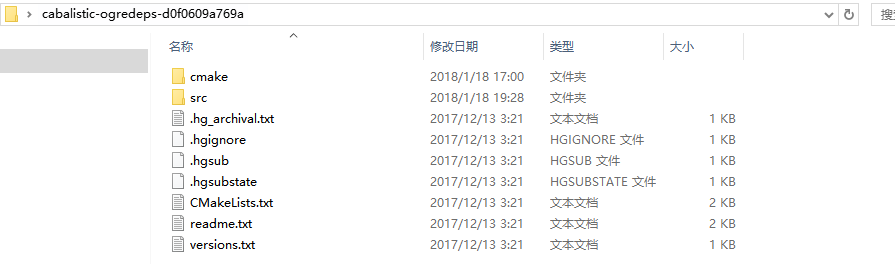 cabalistic-ogredeps-d0f0609a769a 搜
名称 修改日期 类型 大小
cmake 2018/1/18 17:00 文件夹
src 2018/1/18 19:28 文件夹
.hg_archival.txt 2017/12/13 3:21 文本文档 1 KB
.hgignore 2017/12/13 3:21 HGIGNORE 文件 1 KB
.hgsub 2017/12/13 3:21 HGSUB 文件 1 KB
.hgsubstate 2017/12/13 3:21 HGSUBSTATE 文件 1 KB
CMakeLists.txt 2017/12/13 3:21 文本文档 2 KB
readme.txt 2017/12/13 3:21 文本文档 2 KB
versions.txt 2017/12/13 3:21 文本文档 1 KB